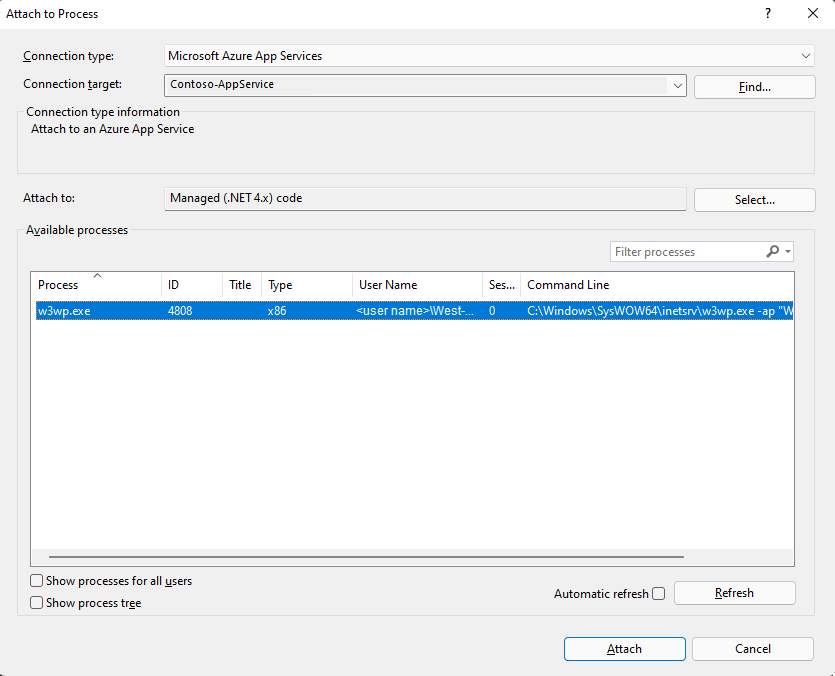 Attach to Process ?
Connection type: Microsoft Azure App Services
Connection target: Contoso-AppService Find...
Connection type information
Attach to an Azure App Service
Attach to: Managed (.NET 4.x) code Select...
Available processes
Filter processes
Process ID Title Type User Name Ses... Command Line
w3wp.exe 4808 x86 <user name>\West-... 0 C:\Windows\SysWOW64\inetsrv\w3wp.exe -ap "W
Show processes for all users
Automatic refresh Refresh
Show process tree
Attach Cancel